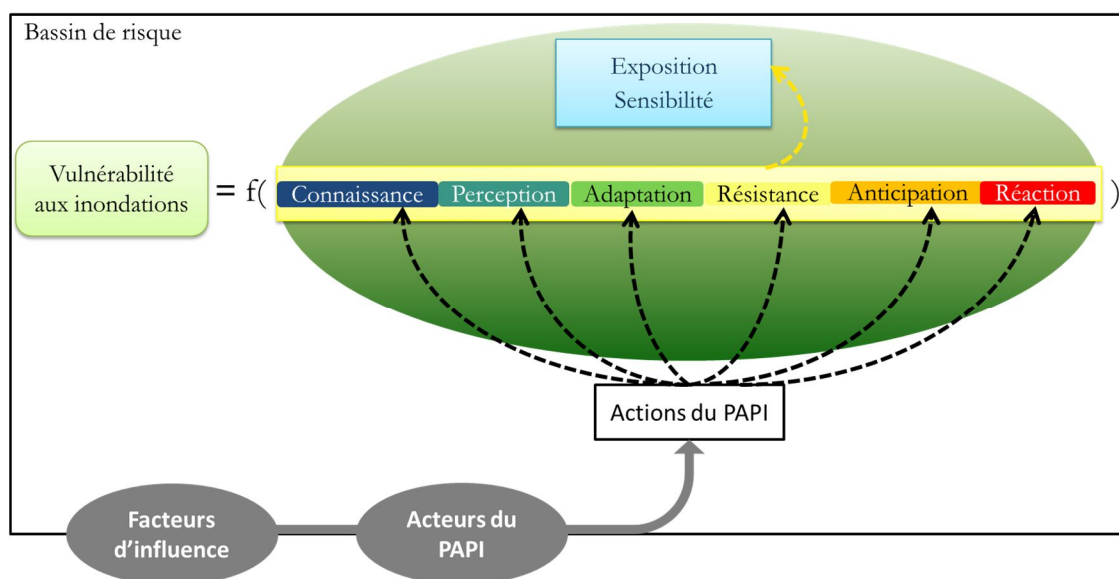 Bassin de risque
Exposition
Sensibilité
Vulnérabilité
aux inondations
= f( Connaissance Perception Adaptation Résistance Anticipation Réaction )
Actions du PAPI
Facteurs
d’influence
Acteurs du
PAPI